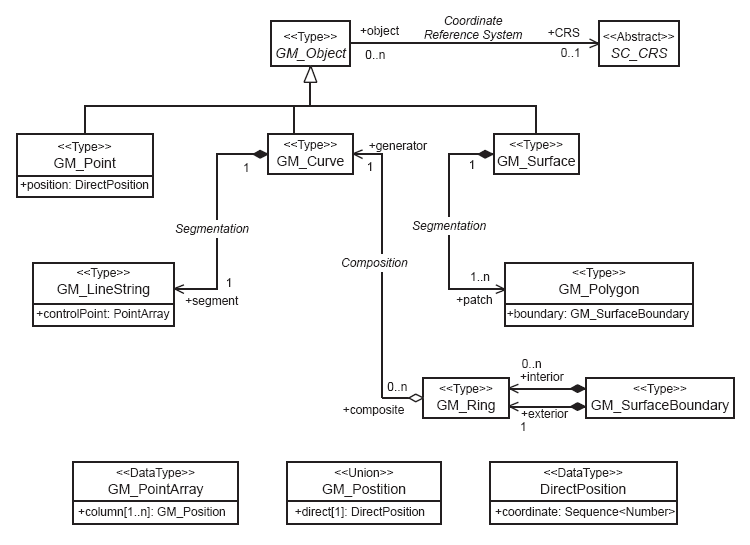 <<Type>>
GM_Object
+object
0..n
Coordinate
Reference System
+CRS
0..1
<<Abstract>>
SC_CRS
<<Type>>
GM_Point
+position: DirectPosition
<<Type>>
GM_Curve
1
+generator
1
<<Type>>
GM_Surface
1
Segmentation
Segmentation
Composition
<<Type>>
GM_LineString
+controlPoint: PointArray
1
+segment
1..n
+patch
<<Type>>
GM_Polygon
+boundary: GM_SurfaceBoundary
0..n
+composite
<<Type>>
GM_Ring
0..n
+interior
+exterior
1
<<Type>>
GM_SurfaceBoundary
<<DataType>>
GM_PointArray
+column[1..n]: GM_Position
<<Union>>
GM_Postition
+direct[1]: DirectPosition
<<DataType>>
DirectPosition
+coordinate: Sequence<Number>